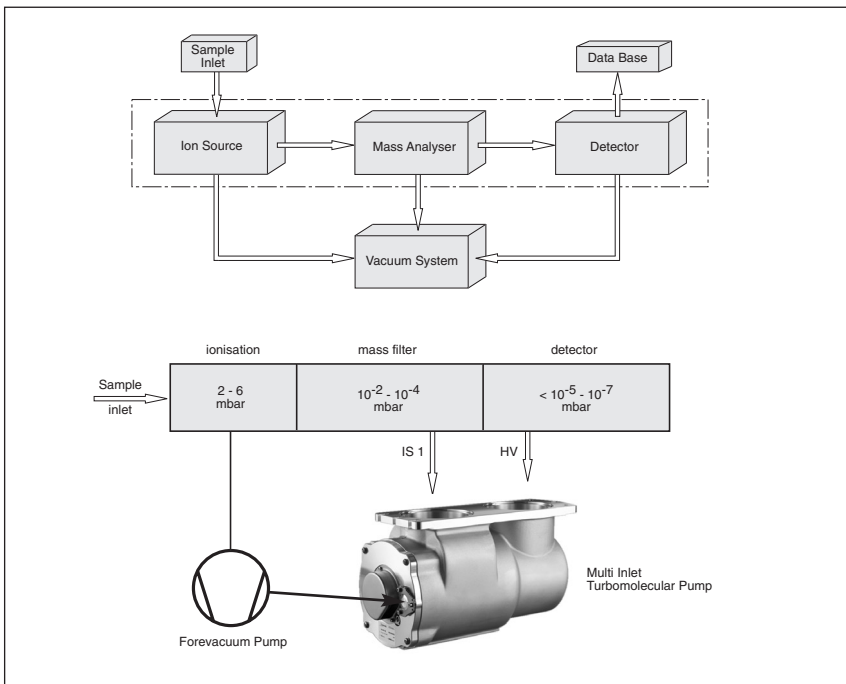 Sample
Inlet
Data Base
Ion Source
Mass Analyser
Detector
Vacuum System
ionisation
mass filter
detector
Sample
inlet
2 - 6
mbar
10⁻² - 10⁻⁴
mbar
< 10⁻⁵ - 10⁻⁷
mbar
IS 1
HV
Multi Inlet
Turbomolecular Pump
Forevacuum Pump